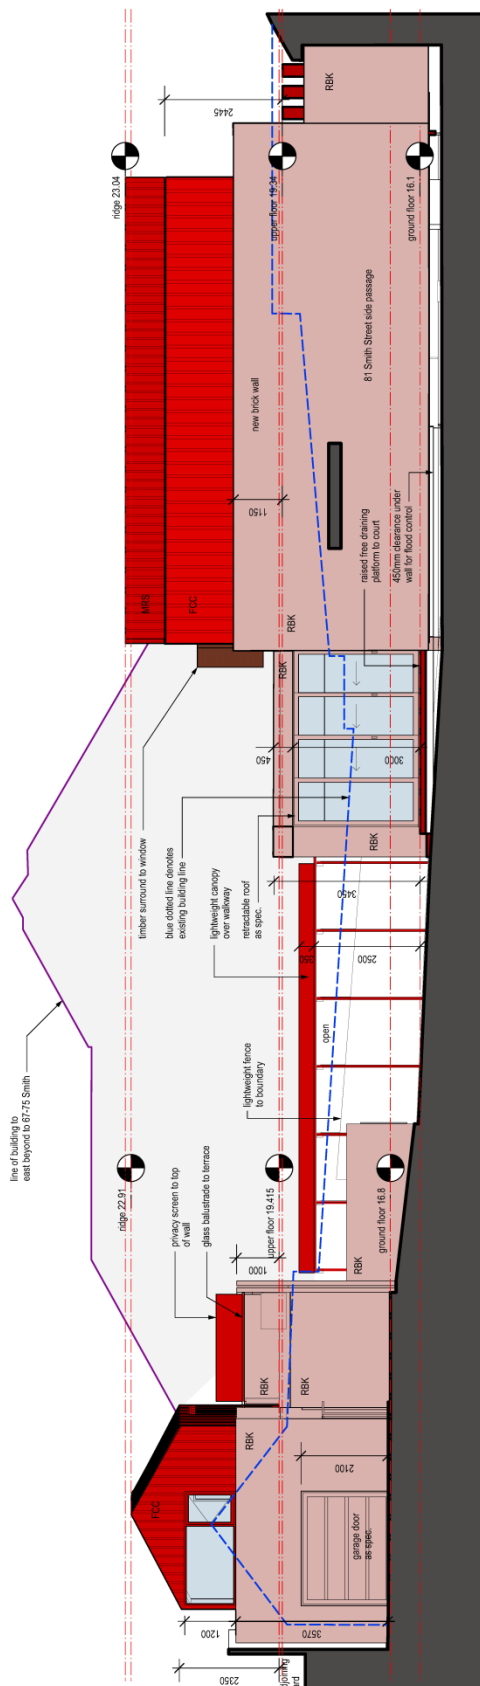 line of building to
east beyond to 67-75 Smith
ridge 22.91
privacy screen to top
of wall
glass balustrade to terrace
upper floor 19.415
1000
ground floor 16.8
FCC
RBK
RBK
RBK
RBK
garage door
as spec.
2100
1200
3570
2350
timber surround to window
blue dotted line denotes
existing building line
lightweight canopy
over walkway
retractable roof
as spec.
lightweight fence
to boundary
open
350
2500
3450
RBK
RBK
450
3000
MRS
FCC
RBK
ridge 23.04
2445
upper floor 19.34
ground floor 16.1
new brick wall
1150
81 Smith Street side passage
raised free draining
platform to court
450mm clearance under
wall for flood control
RBK